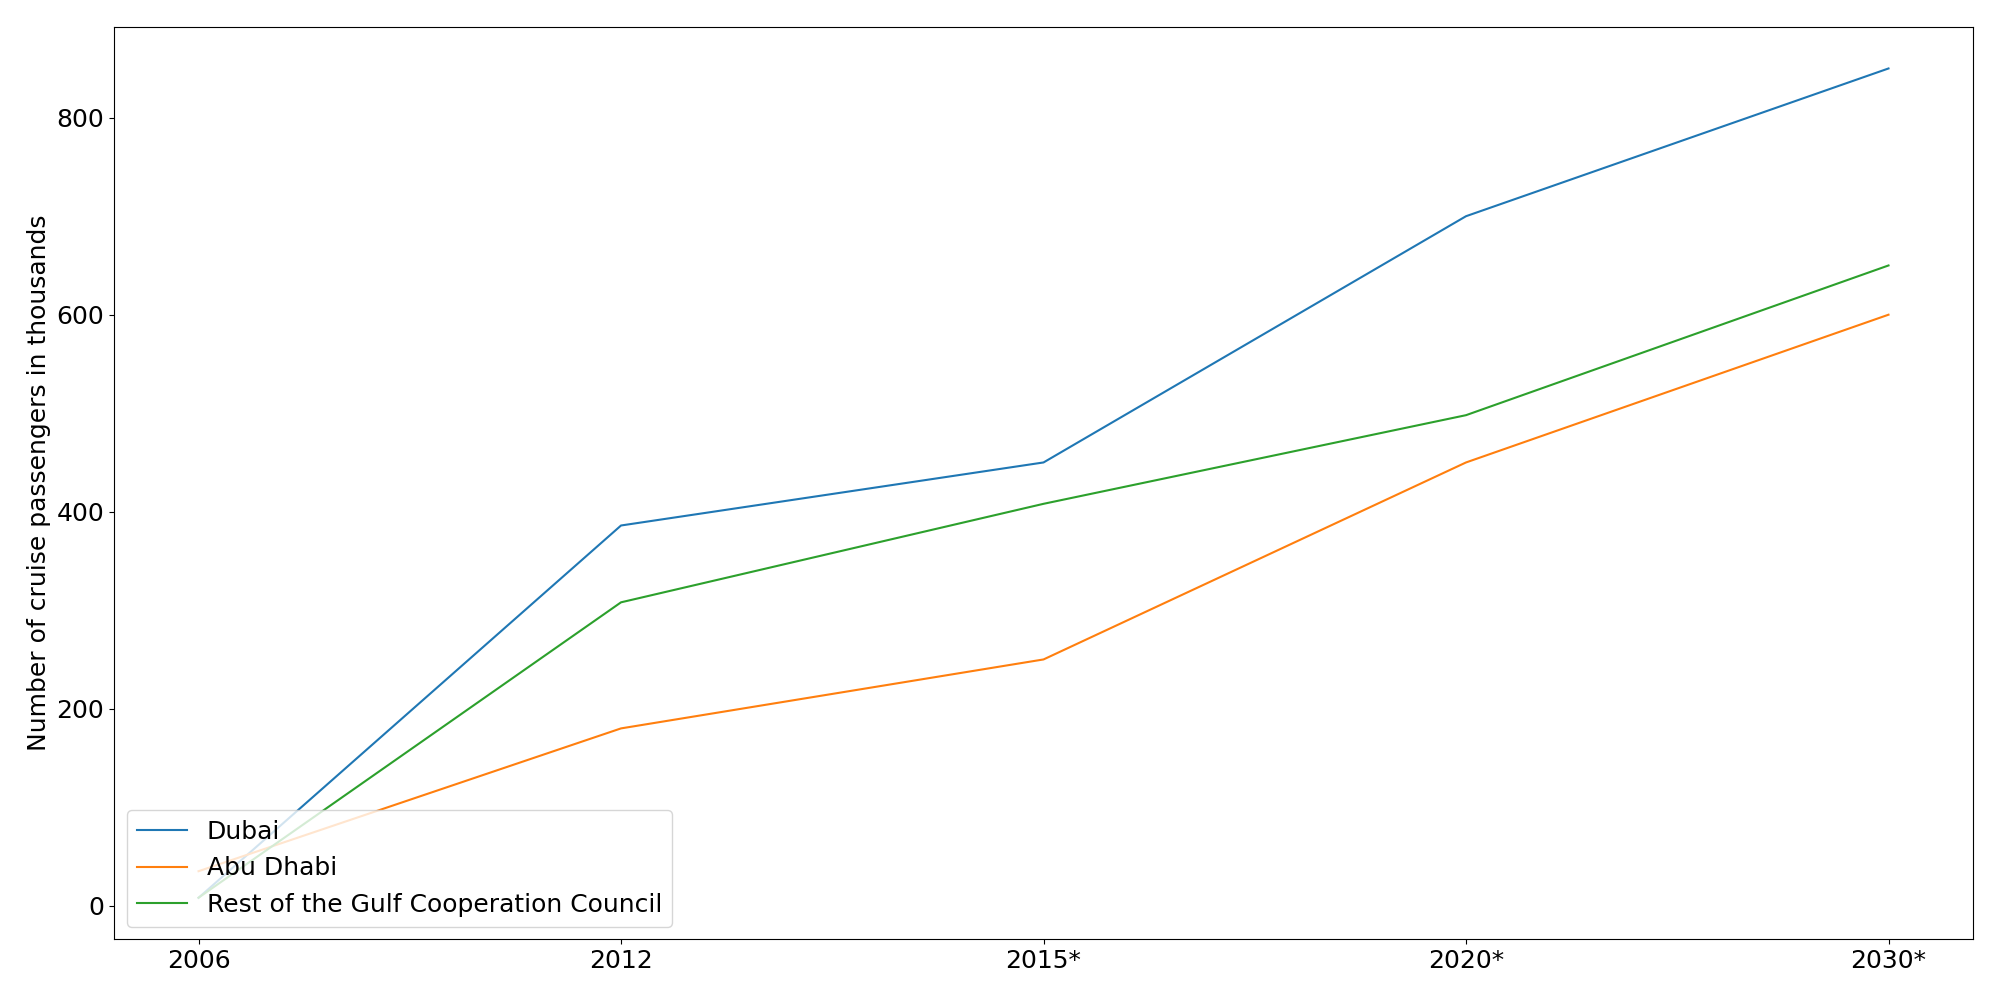 Number of cruise passengers in thousands
800
600
400
200
0
Dubai
Abu Dhabi
Rest of the Gulf Cooperation Council
2006 2012 2015* 2020* 2030*